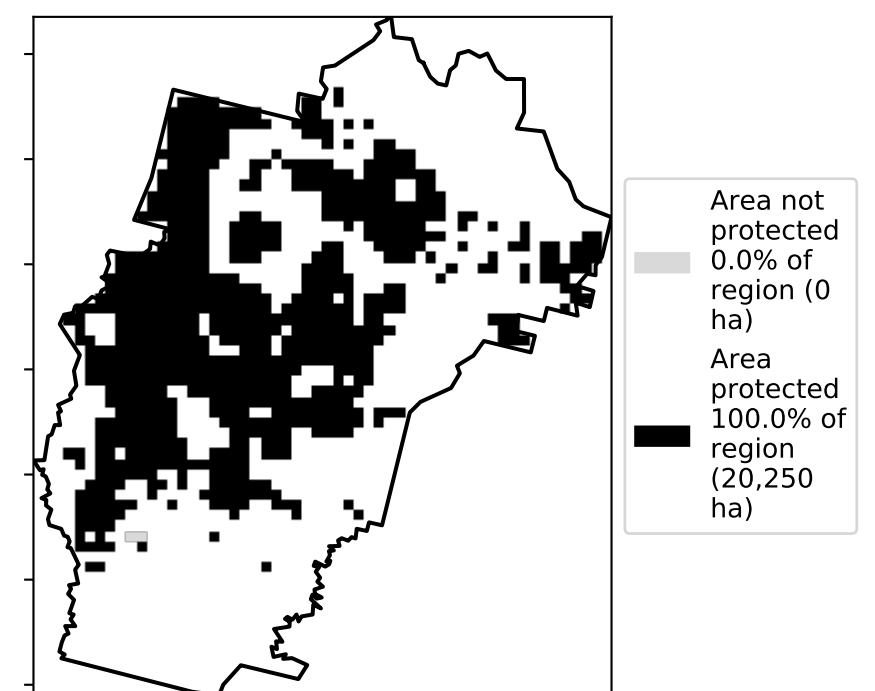 Area not
protected
0.0% of
region (0
ha)
Area
protected
100.0% of
region
(20,250
ha)